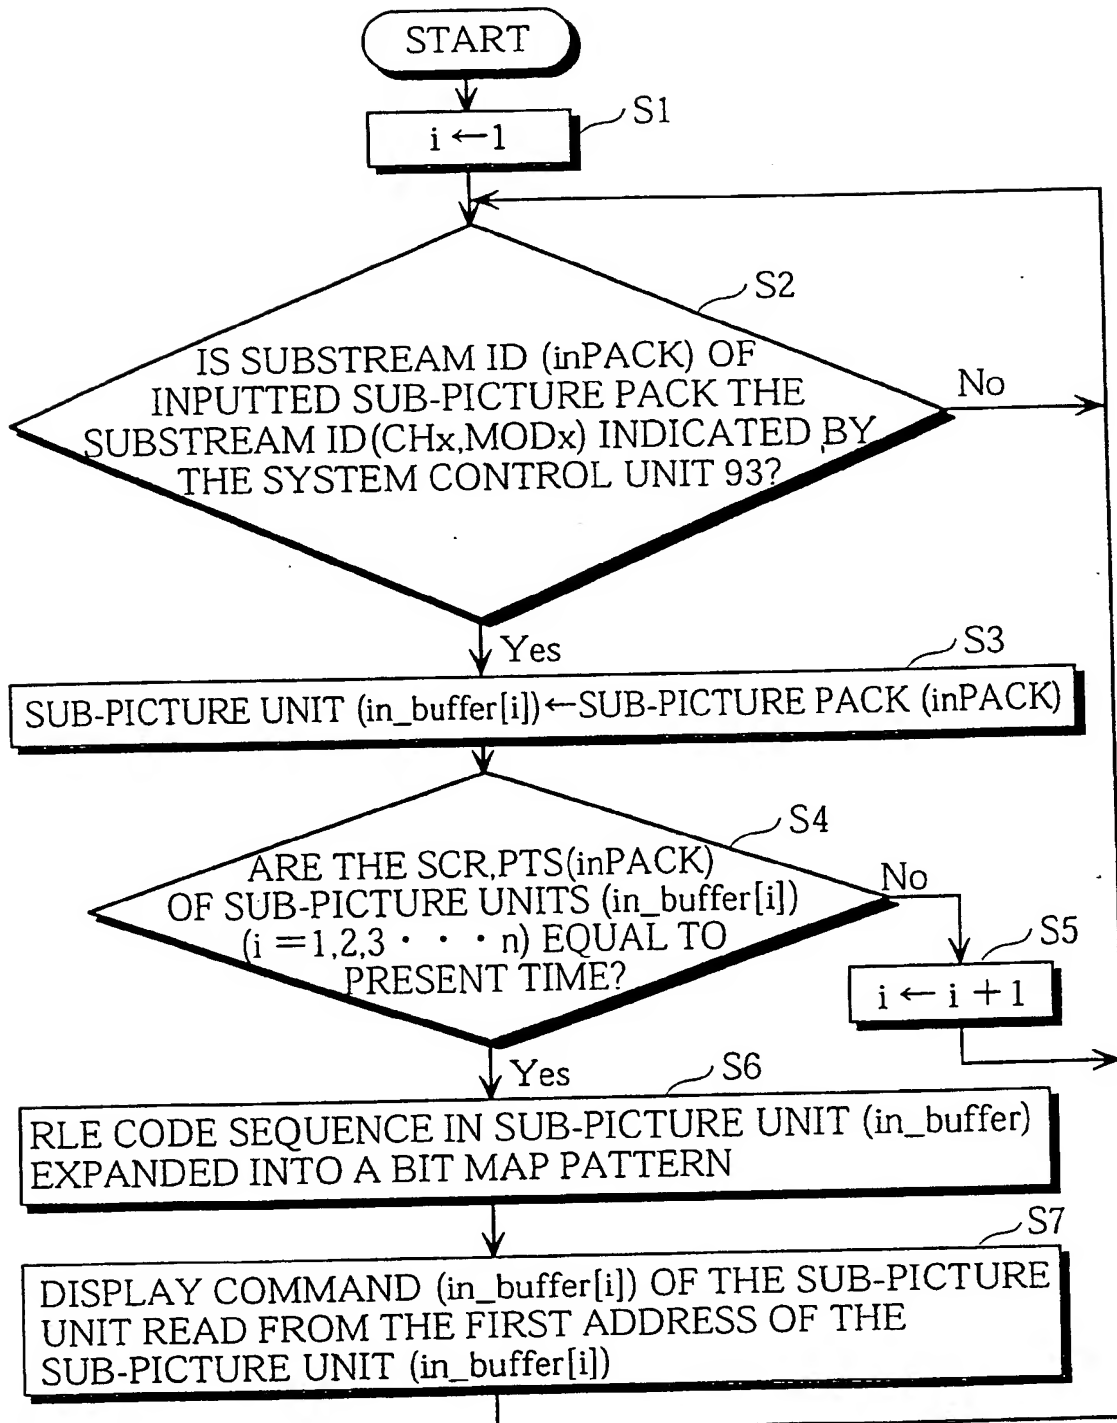 START
S1
i ←1
S2
IS SUBSTREAM ID (inPACK) OF
INPUTTED SUB-PICTURE PACK THE
SUBSTREAM ID(CHx,MODx) INDICATED BY
THE SYSTEM CONTROL UNIT 93?
No
Yes
S3
SUB-PICTURE UNIT (in_buffer[i])←SUB-PICTURE PACK (inPACK)
S4
ARE THE SCR,PTS(inPACK)
OF SUB-PICTURE UNITS (in_buffer[i])
(i =1,2,3 · · · n) EQUAL TO
PRESENT TIME?
No
S5
i ← i + 1
Yes
S6
RLE CODE SEQUENCE IN SUB-PICTURE UNIT (in_buffer)
EXPANDED INTO A BIT MAP PATTERN
S7
DISPLAY COMMAND (in_buffer[i]) OF THE SUB-PICTURE
UNIT READ FROM THE FIRST ADDRESS OF THE
SUB-PICTURE UNIT (in_buffer[i])